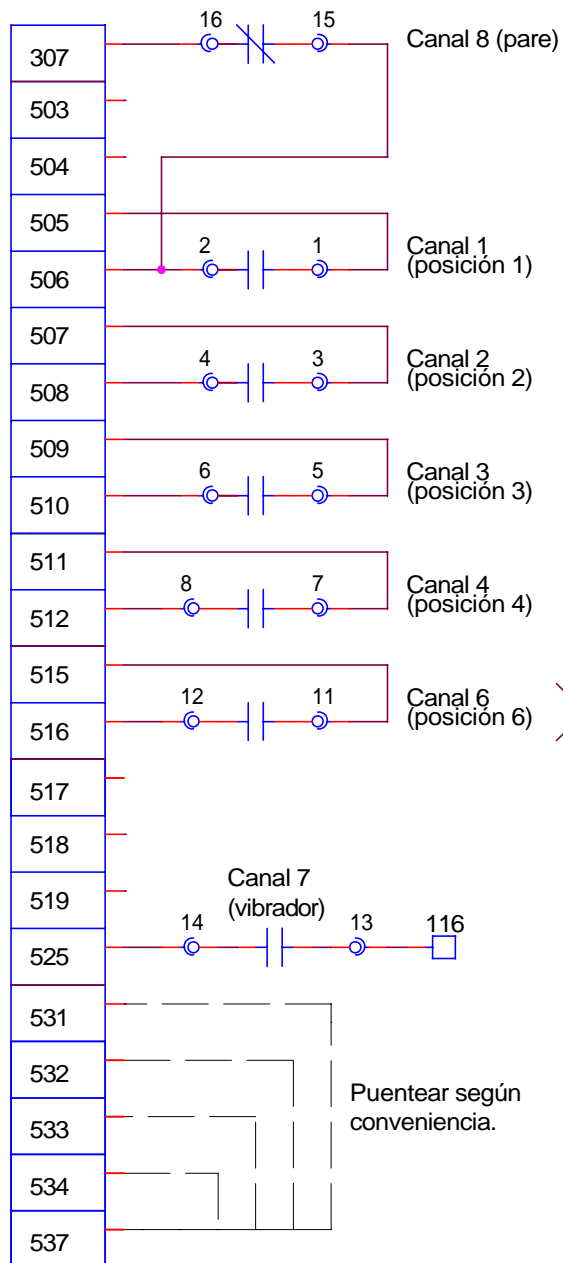 16 15 Canal 8 (pare)
307
503
504
505
2 1 Canal 1
506 (posición 1)
507
4 3 Canal 2
508 (posición 2)
509
6 5 Canal 3
510 (posición 3)
511
8 7 Canal 4
512 (posición 4)
515
12 11 Canal 6
516 (posición 6)
517
518
519
Canal 7
(vibrador)
14 13 116
525
531
532
Puentear según
533 conveniencia.
534
537